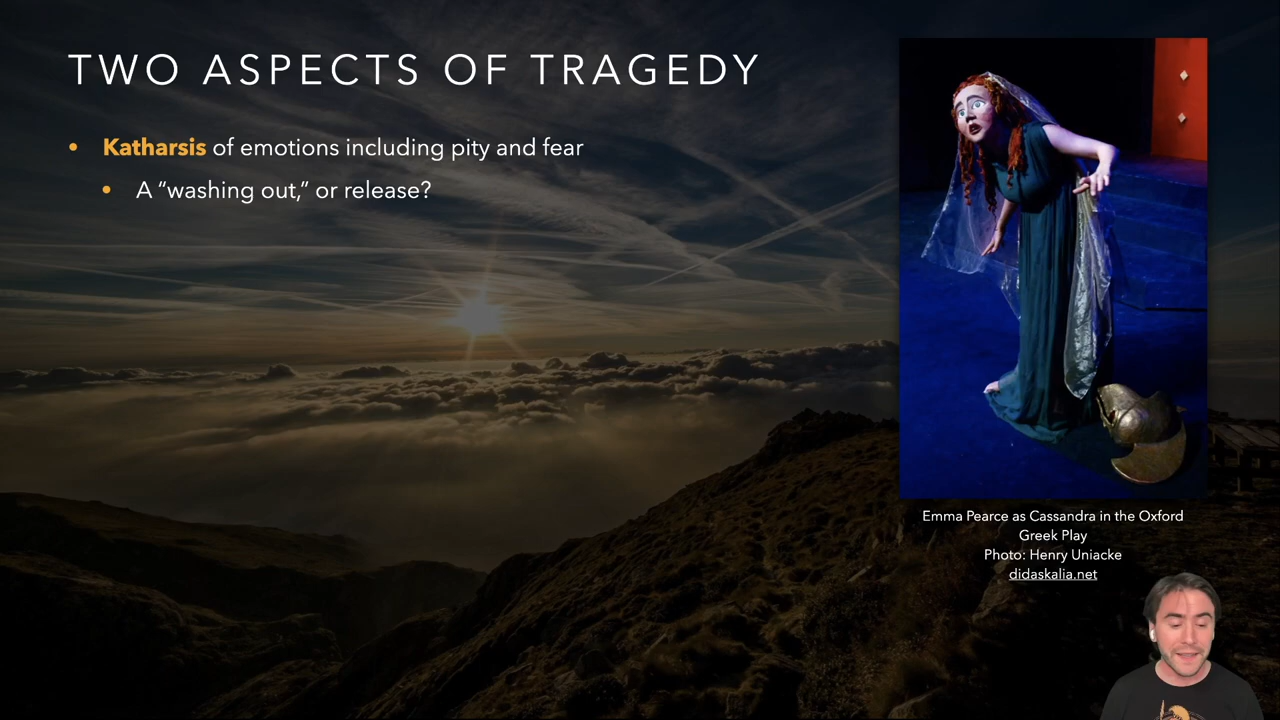 TWO ASPECTS OF TRAGEDY
• Katharsis of emotions including pity and fear
• A “washing out,” or release?
Emma Pearce as Cassandra in the Oxford
Greek Play
Photo: Henry Uniacke
didaskalia.net